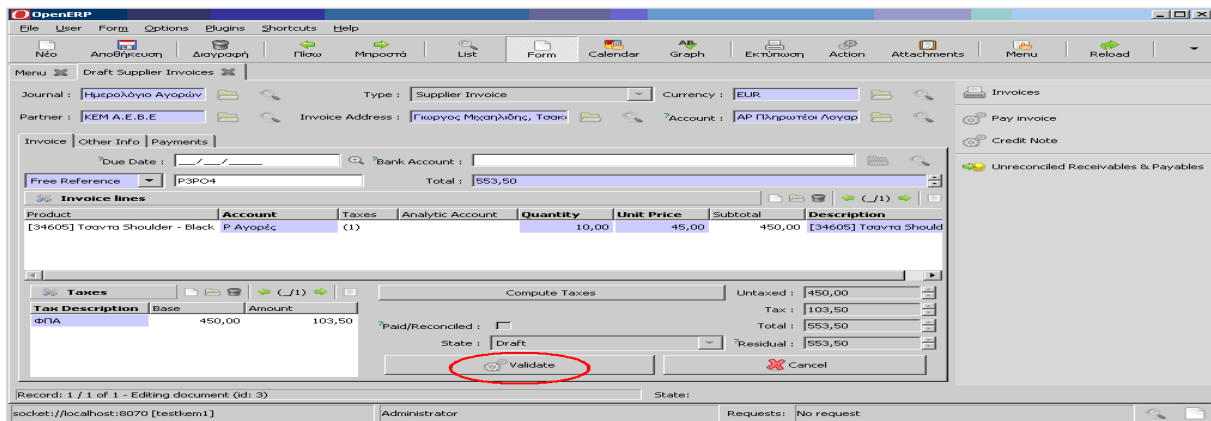 OpenERP
File User Form Options Plugins Shortcuts Help
Νέο Αποθήκευση Διαγραφή Πίσω Μπροστά List Form Calendar Graph Εκτύπωση Action Attachments Menu Reload
Menu Draft Supplier Invoices
Journal : Ημερολόγιο Αγορών Type : Supplier Invoice Currency : EUR Invoices
Partner : ΚΕΜ Α.Ε.Β.Ε Invoice Address : Γιωργος Μιχαηλιδης, Τσακι ?Account : ΑΡ Πληρωτέοι Λογαρ Pay invoice
Invoice Other Info Payments Credit Note
?Due Date : __/__/____ ?Bank Account : Unreconciled Receivables & Payables
Free Reference P3PO4 Total : 553,50
Invoice lines (_/1)
Product Account Taxes Analytic Account Quantity Unit Price Subtotal Description
[34605] Τσαντα Shoulder - Black Ρ Αγορές (1) 10,00 45,00 450,00 [34605] Τσαντα Should
Taxes (_/1) Compute Taxes Untaxed : 450,00
Tax Description Base Amount Tax : 103,50
ΦΠΑ 450,00 103,50 ?Paid/Reconciled : Total : 553,50
State : Draft ?Residual : 553,50
Validate Cancel
Record: 1 / 1 of 1 - Editing document (id: 3) State:
socket://localhost:8070 [testkem1] Administrator Requests: No request